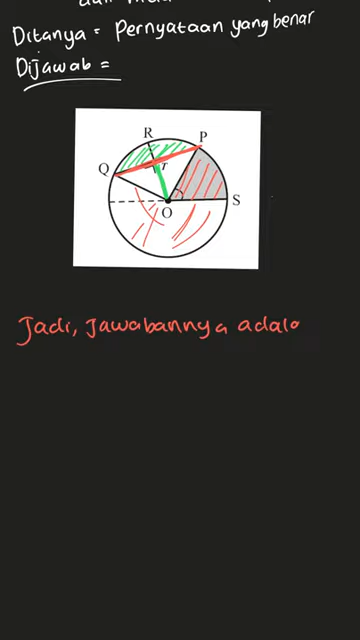 Ditanya = Pernyataan yang benar
Dijawab =
R
P
Q
T
S
O
Jadi, jawabannya adala